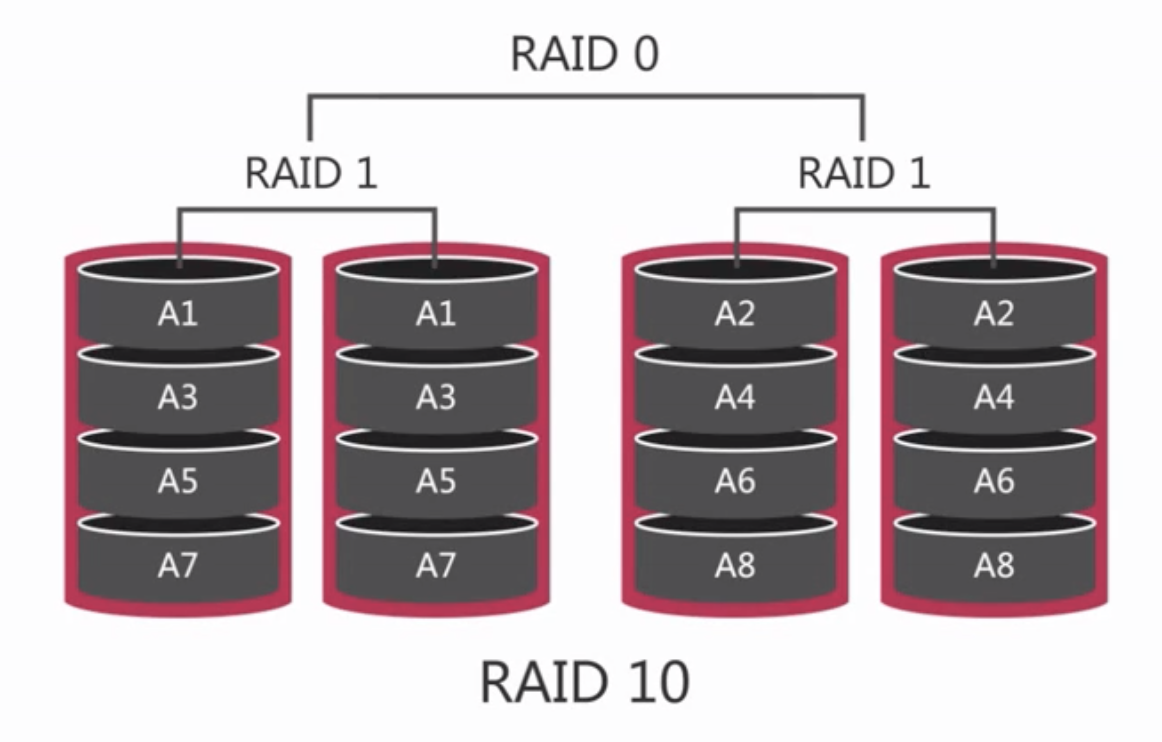 RAID 0
RAID 1 RAID 1
A1 A1 A2 A2
A3 A3 A4 A4
A5 A5 A6 A6
A7 A7 A8 A8
RAID 10